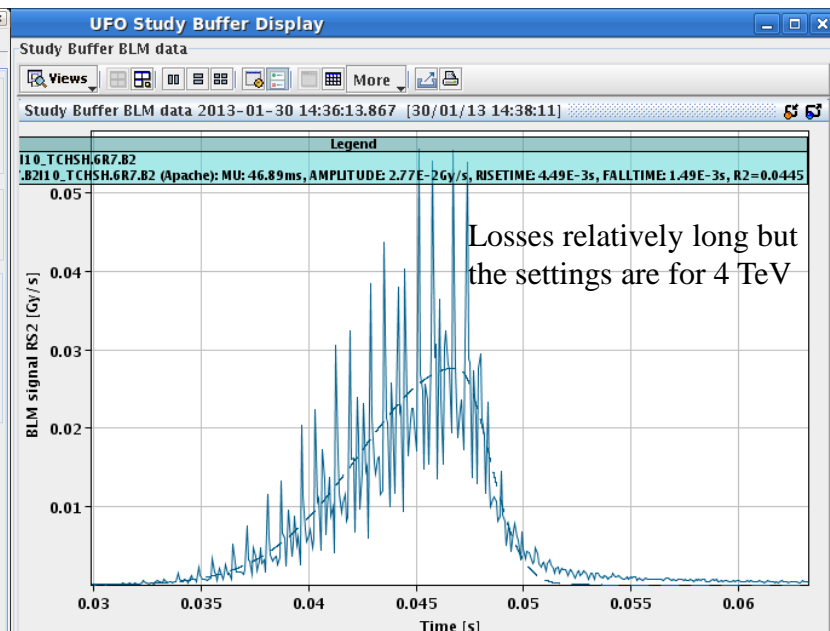 UFO Study Buffer Display
Study Buffer BLM data
Views
More
Study Buffer BLM data 2013-01-30 14:36:13.867 [30/01/13 14:38:11]
Legend
I10_TCHSH.6R7.B2
.B2I10_TCHSH.6R7.B2 (Apache): MU: 46.89ms, AMPLITUDE: 2.77E-2Gy/s, RISETIME: 4.49E-3s, FALLTIME: 1.49E-3s, R2=0.0445
Losses relatively long but
the settings are for 4 TeV
BLM signal RS2 [Gy/s]
0.05
0.04
0.03
0.02
0.01
0.03 0.035 0.04 0.045 0.05 0.055 0.06
Time [s]